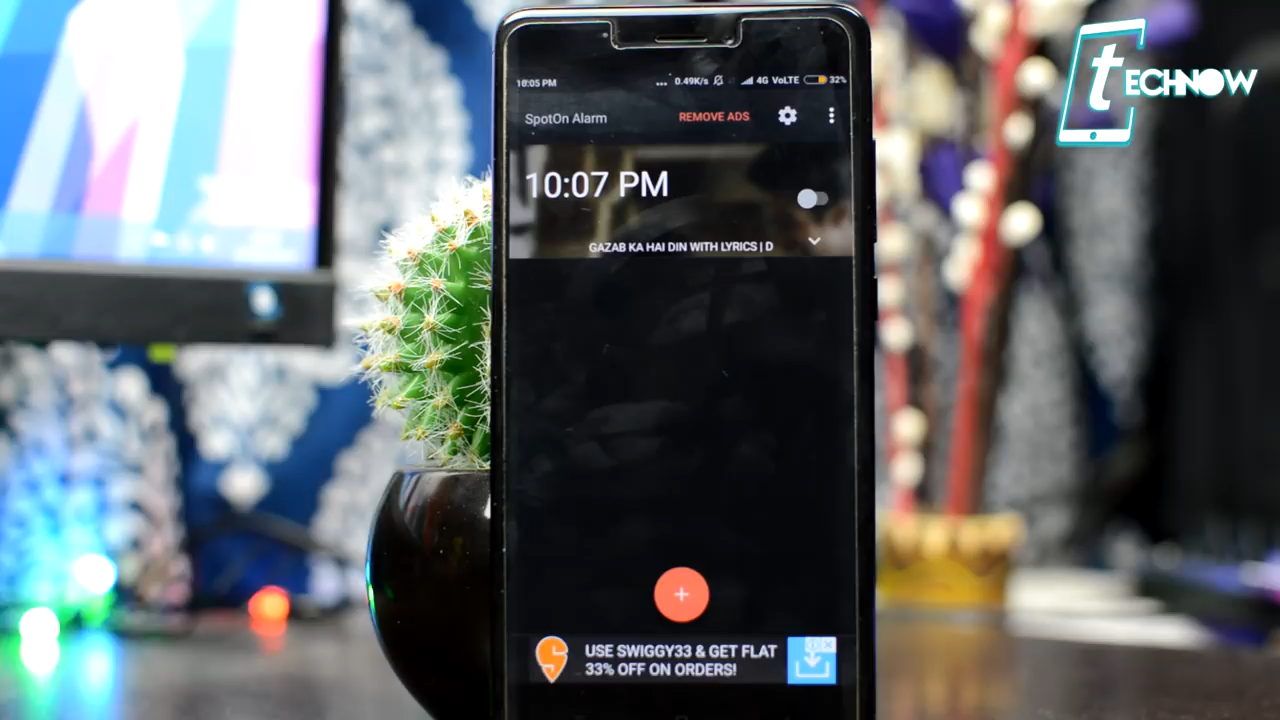 tECHNOW
10:05 PM ... 0.49K/s 4G VoLTE 32%
SpotOn Alarm REMOVE ADS
10:07 PM
GAZAB KA HAI DIN WITH LYRICS | D
+
USE SWIGGY33 & GET FLAT
33% OFF ON ORDERS!